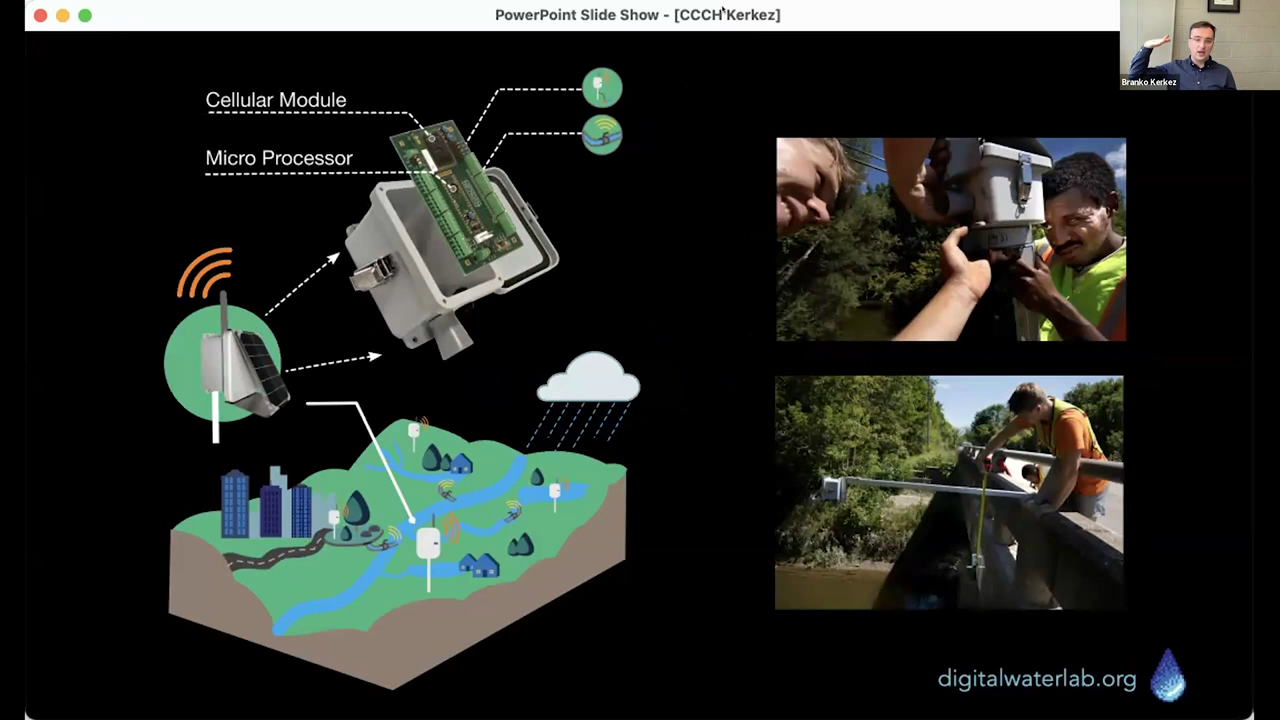 PowerPoint Slide Show - [CCCH Kerkez]
Branko Kerkez
Cellular Module
Micro Processor
digitalwaterlab.org